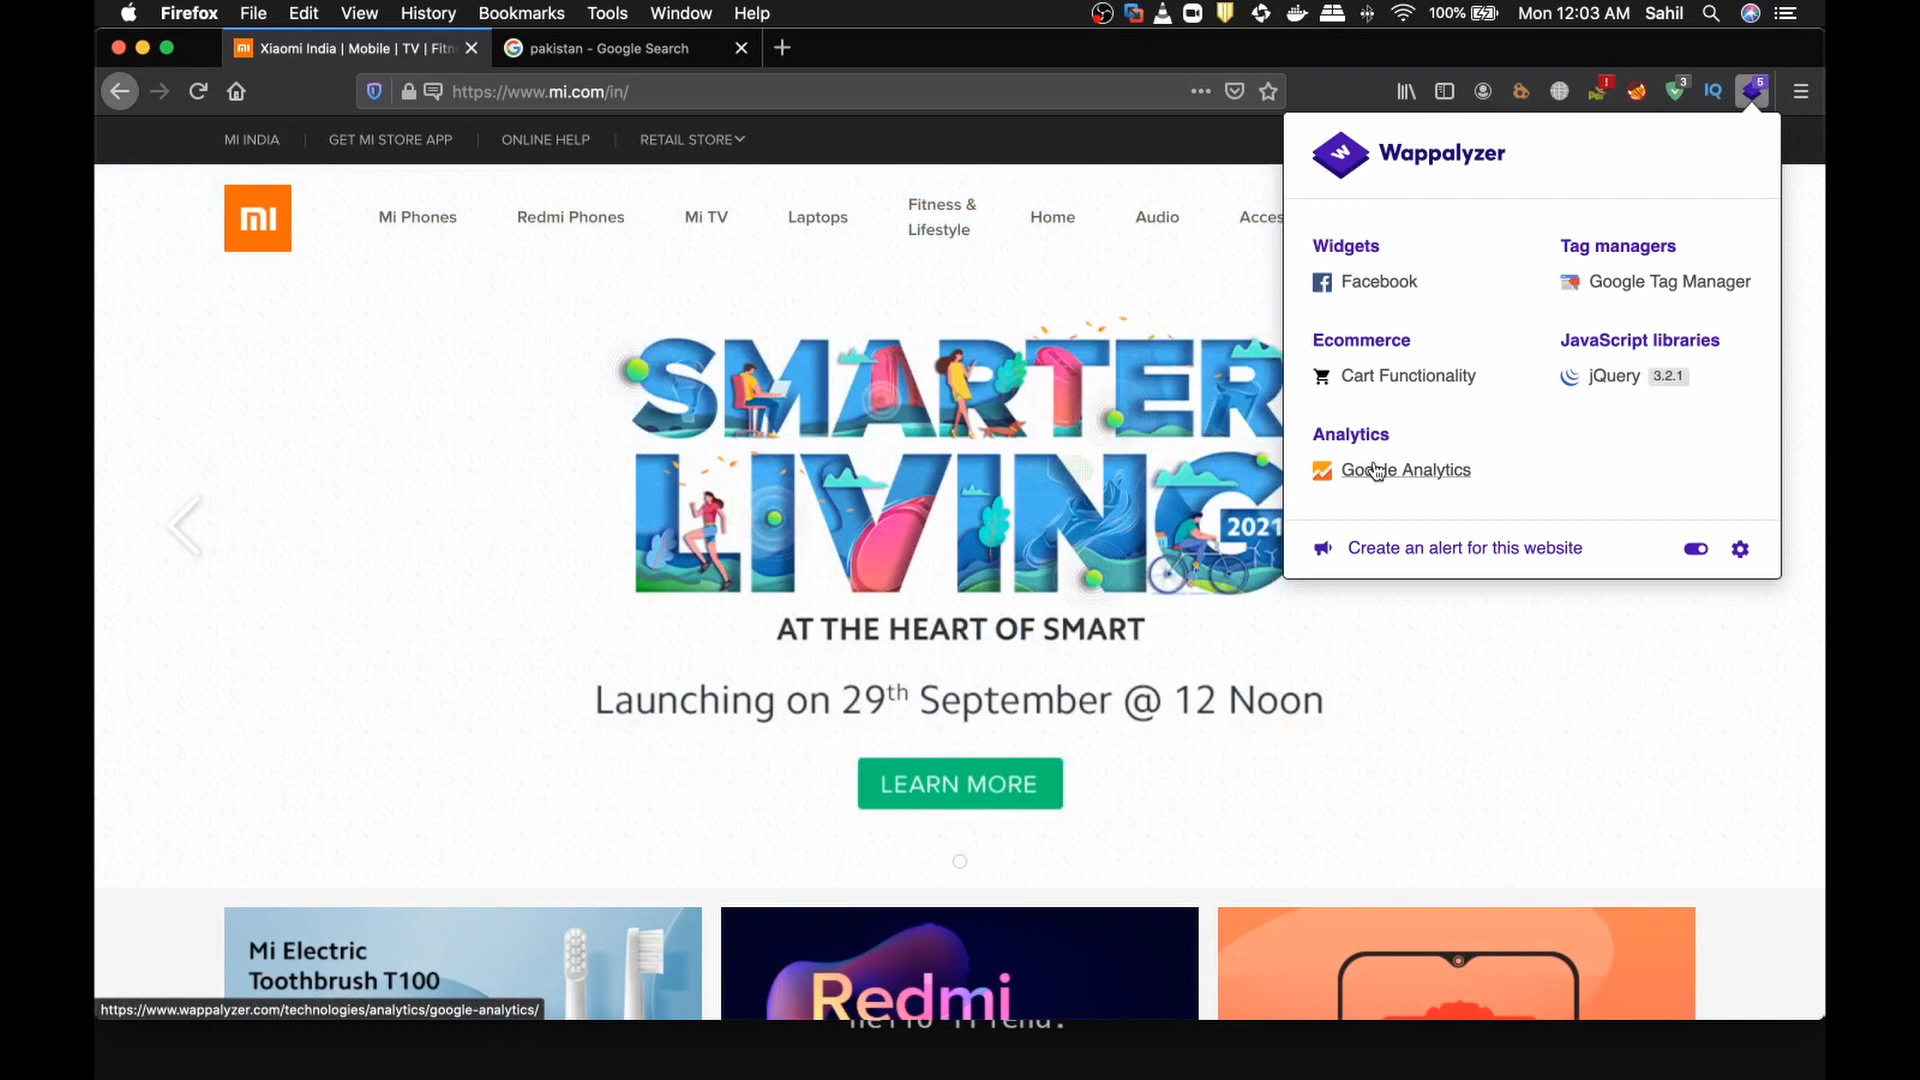 Firefox File Edit View History Bookmarks Tools Window Help 100% Mon 12:03 AM Sahil
Xiaomi India | Mobile | TV | Fitn
pakistan - Google Search
https://www.mi.com/in/
3
IQ
5
MI INDIA
GET MI STORE APP
ONLINE HELP
RETAIL STORE
mi
Mi Phones
Redmi Phones
Mi TV
Laptops
Fitness &
Lifestyle
Home
Audio
Acces
SMARTER
LIVING
2021
AT THE HEART OF SMART
Launching on 29th September @ 12 Noon
LEARN MORE
Wappalyzer
Widgets
Facebook
Tag managers
Google Tag Manager
Ecommerce
Cart Functionality
JavaScript libraries
jQuery 3.2.1
Analytics
Google Analytics
Create an alert for this website
Mi Electric
Toothbrush T100
Redmi
https://www.wappalyzer.com/technologies/analytics/google-analytics/